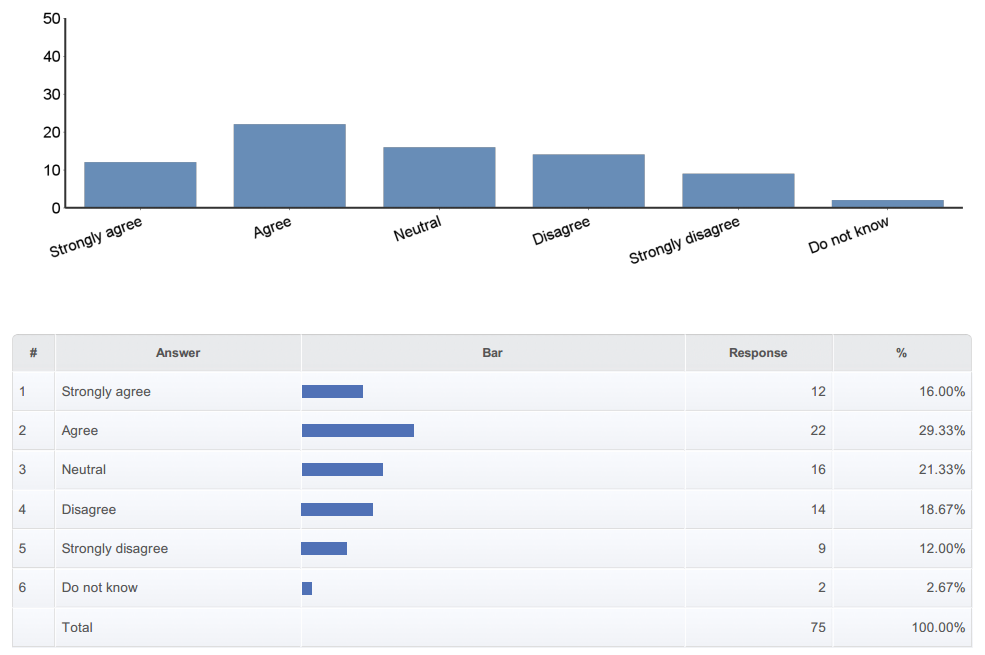 50
40
30
20
10
0
Strongly agree
Agree
Neutral
Disagree
Strongly disagree
Do not know
# Answer Bar Response %
1 Strongly agree 12 16.00%
2 Agree 22 29.33%
3 Neutral 16 21.33%
4 Disagree 14 18.67%
5 Strongly disagree 9 12.00%
6 Do not know 2 2.67%
Total 75 100.00%